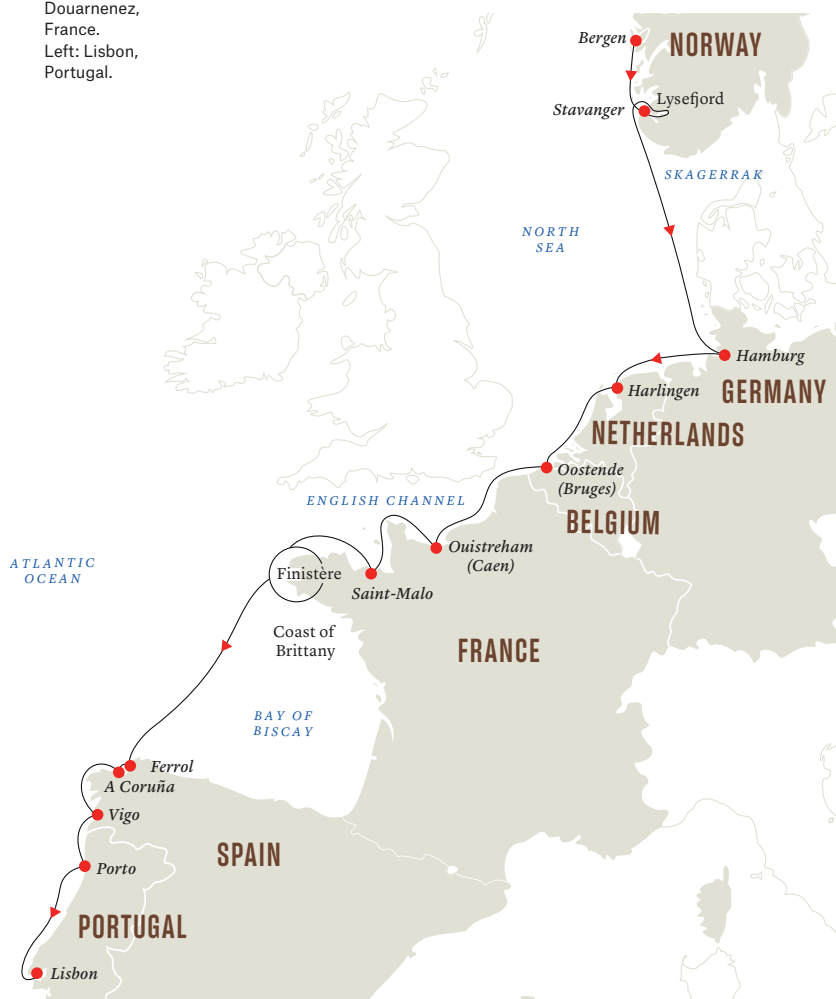 Douarnenez,
France.
Left: Lisbon,
Portugal.
Bergen
NORWAY
Stavanger
Lysefjord
SKAGERRAK
NORTH
SEA
Hamburg
GERMANY
Harlingen
NETHERLANDS
Oostende
(Bruges)
BELGIUM
ENGLISH CHANNEL
Ouistreham
(Caen)
ATLANTIC
OCEAN
Finistère
Saint-Malo
Coast of
Brittany
FRANCE
BAY OF
BISCAY
Ferrol
A Coruña
Vigo
SPAIN
Porto
PORTUGAL
Lisbon